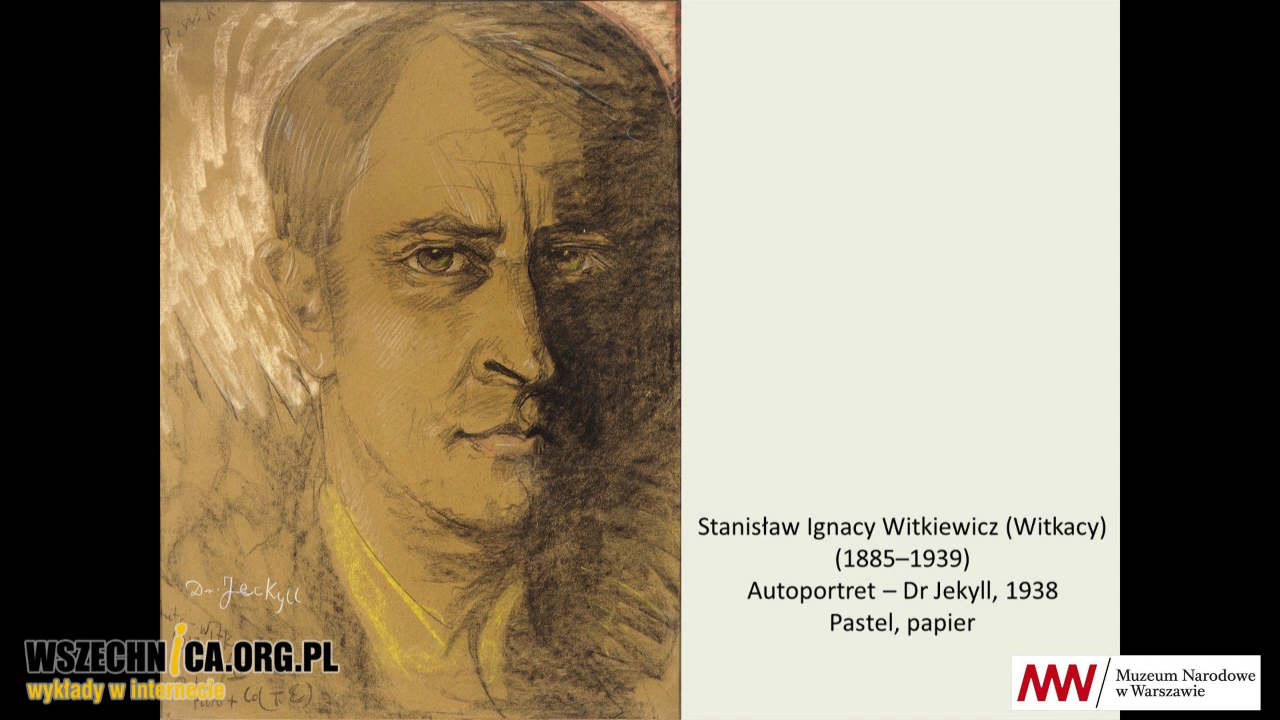 P. N. K.
Dr. Jeckyll
Stanisław Ignacy Witkiewicz (Witkacy)
(1885–1939)
Autoportret – Dr Jekyll, 1938
Pastel, papier
WSZECHNICA.ORG.PL
wykłady w internecie
Muzeum Narodowe
w Warszawie